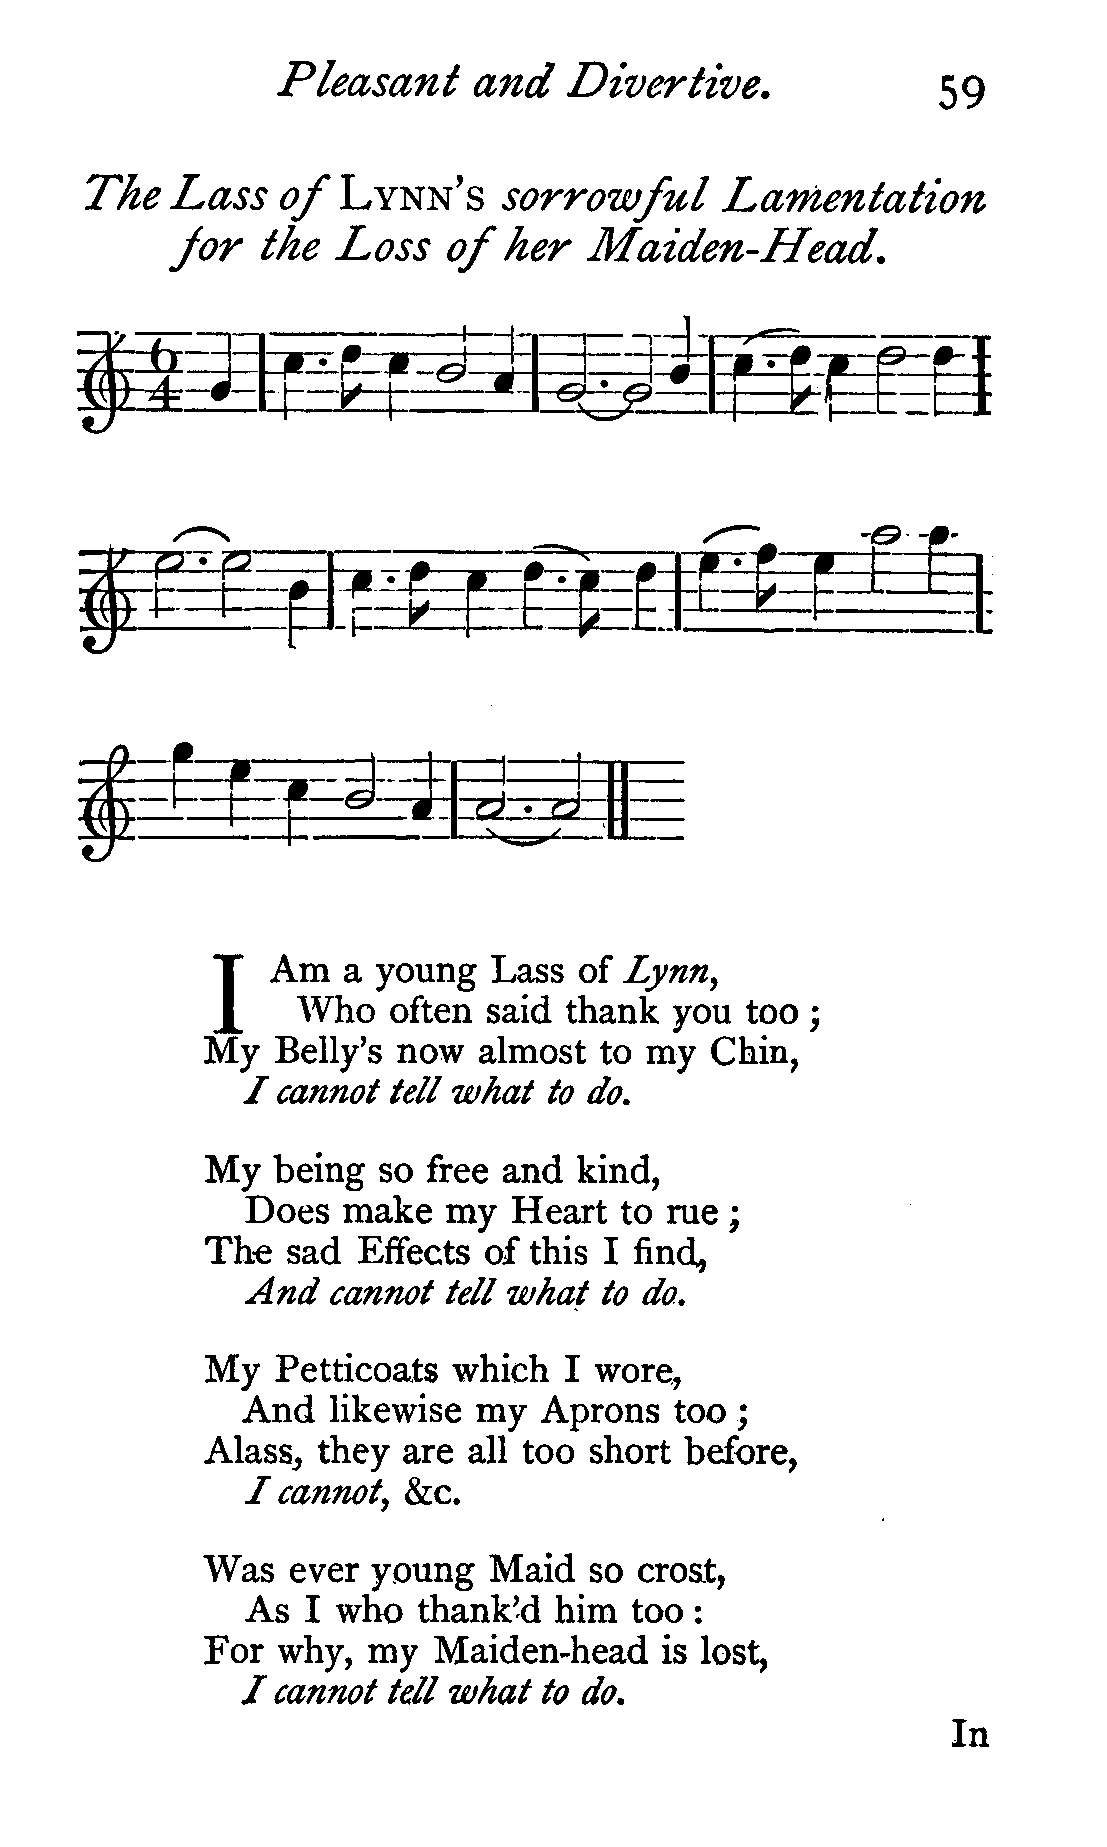 Pleasant and Divertive. 59
The Lass of LYNN's sorrowful Lamentation
for the Loss of her Maiden-Head.
6
4
I Am a young Lass of Lynn,
Who often said thank you too ;
My Belly's now almost to my Chin,
I cannot tell what to do.
My being so free and kind,
Does make my Heart to rue ;
The sad Effects of this I find,
And cannot tell what to do.
My Petticoats which I wore,
And likewise my Aprons too ;
Alass, they are all too short before,
I cannot, &c.
Was ever young Maid so crost,
As I who thank'd him too :
For why, my Maiden-head is lost,
I cannot tell what to do.
In